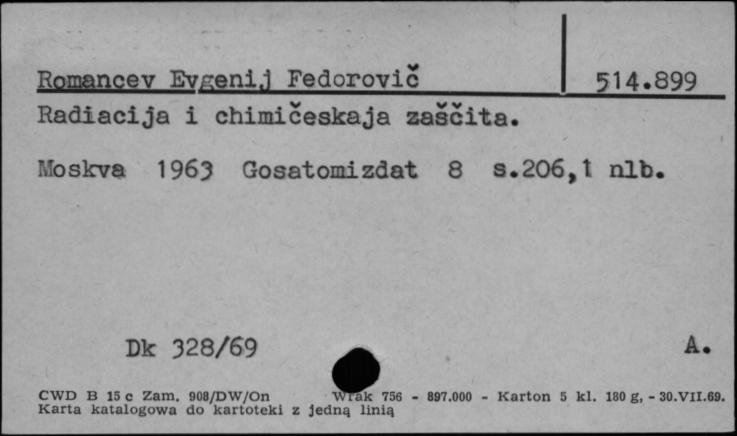 Romancev Evgenij Fedorovič 514.899
Radiacija i chimičeskaja zaščita.
Moskva 1963 Gosatomizdat 8 s.206,1 nlb.
Dk 328/69 A.
CWD B 15 c Zam. 908/DW/On Wrak 756 - 897.000 - Karton 5 kl. 180 g, - 30.VII.69.
Karta katalogowa do kartoteki z jedną linią